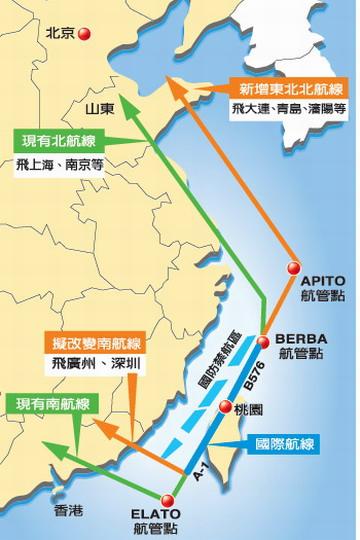 北京
新增東北北航線
飛大連、青島、瀋陽等
山東
現有北航線
飛上海、南京等
APITO
航管點
國防禁航區
BERBA
航管點
B576
擬改變南航線
飛廣州、深圳
桃園
現有南航線
國際航線
A-1
香港
ELATO
航管點